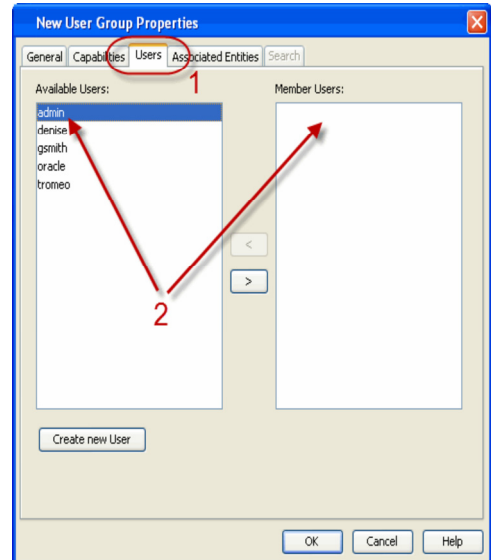 New User Group Properties
General Capabilities Users Associated Entities Search
1
Available Users:
Member Users:
admin
denise
gsmith
oracle
tromeo
<
>
2
Create new User
OK Cancel Help